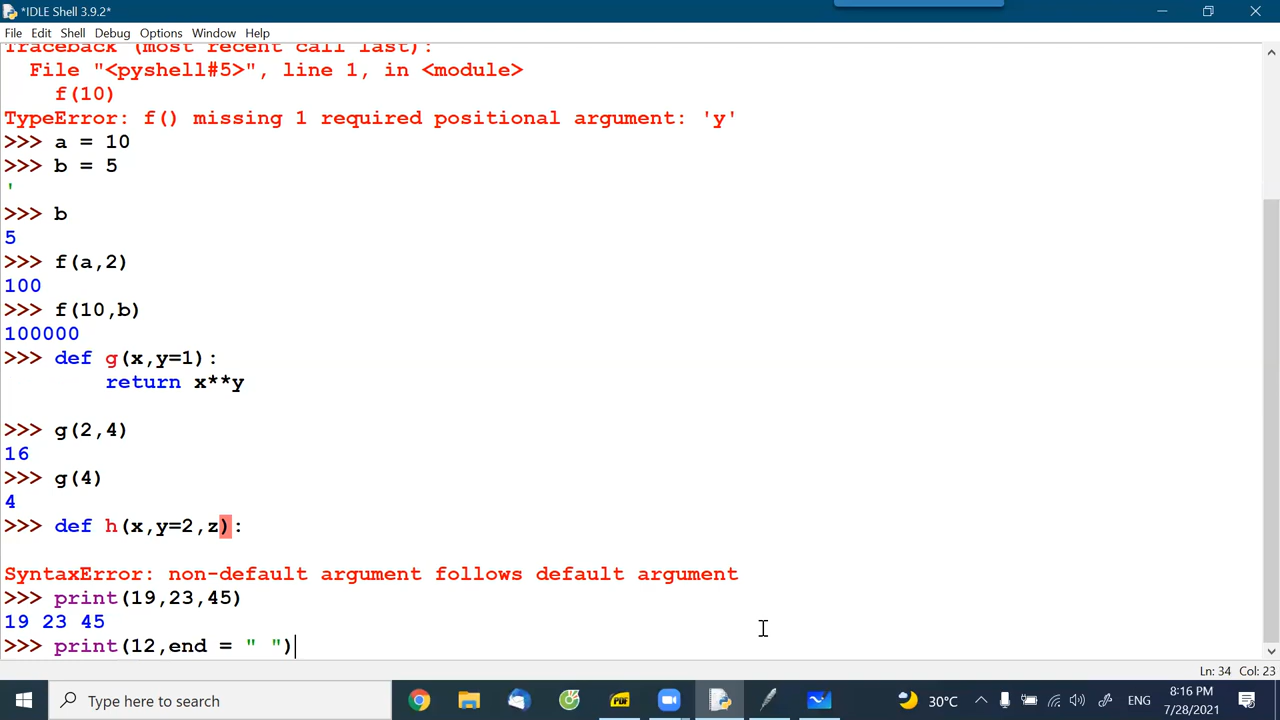 *IDLE Shell 3.9.2*
File Edit Shell Debug Options Window Help
Traceback (most recent call last):
  File "<pyshell#5>", line 1, in <module>
    f(10)
TypeError: f() missing 1 required positional argument: 'y'
>>> a = 10
>>> b = 5
'
>>> b
5
>>> f(a,2)
100
>>> f(10,b)
100000
>>> def g(x,y=1):
        return x**y
>>> g(2,4)
16
>>> g(4)
4
>>> def h(x,y=2,z):
SyntaxError: non-default argument follows default argument
>>> print(19,23,45)
19 23 45
>>> print(12,end = " ")
Ln: 34 Col: 23
Type here to search
30°C
ENG
8:16 PM
7/28/2021